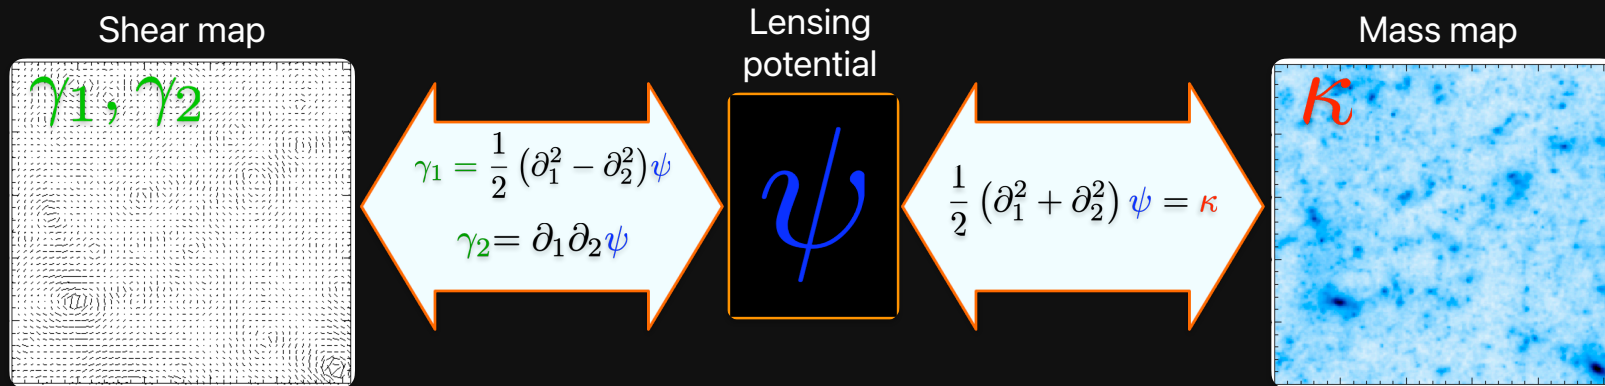 Shear map
γ₁, γ₂
γ₁ = 1/2 (∂₁² − ∂₂²)ψ
γ₂= ∂₁∂₂ψ
Lensing
potential
ψ
1/2 (∂₁² + ∂₂²) ψ = κ
Mass map
κ